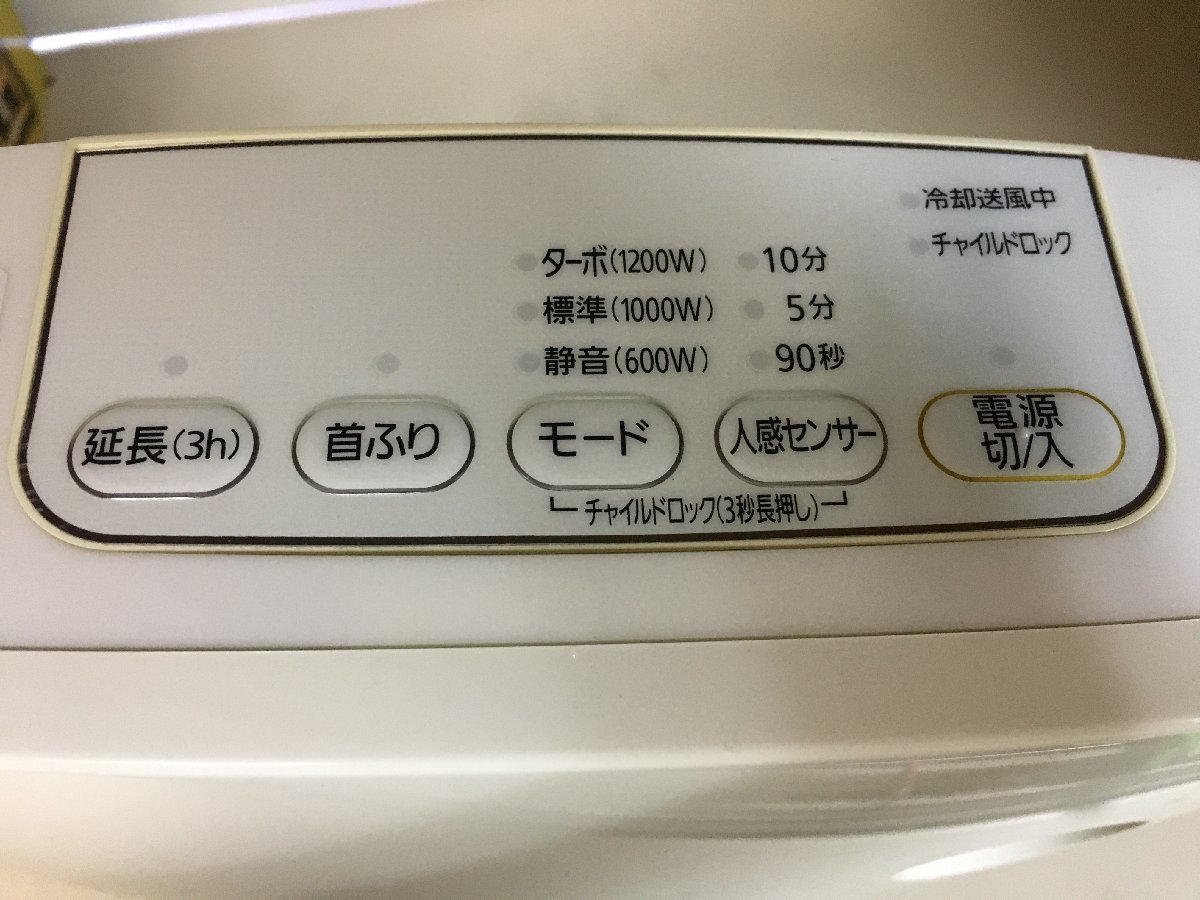 冷却送風中
チャイルドロック
ターボ(1200W) 10分
標準(1000W) 5分
静音(600W) 90秒
延長(3h) 首ふり モード 人感センサー 電源
切/入
チャイルドロック(3秒長押し)